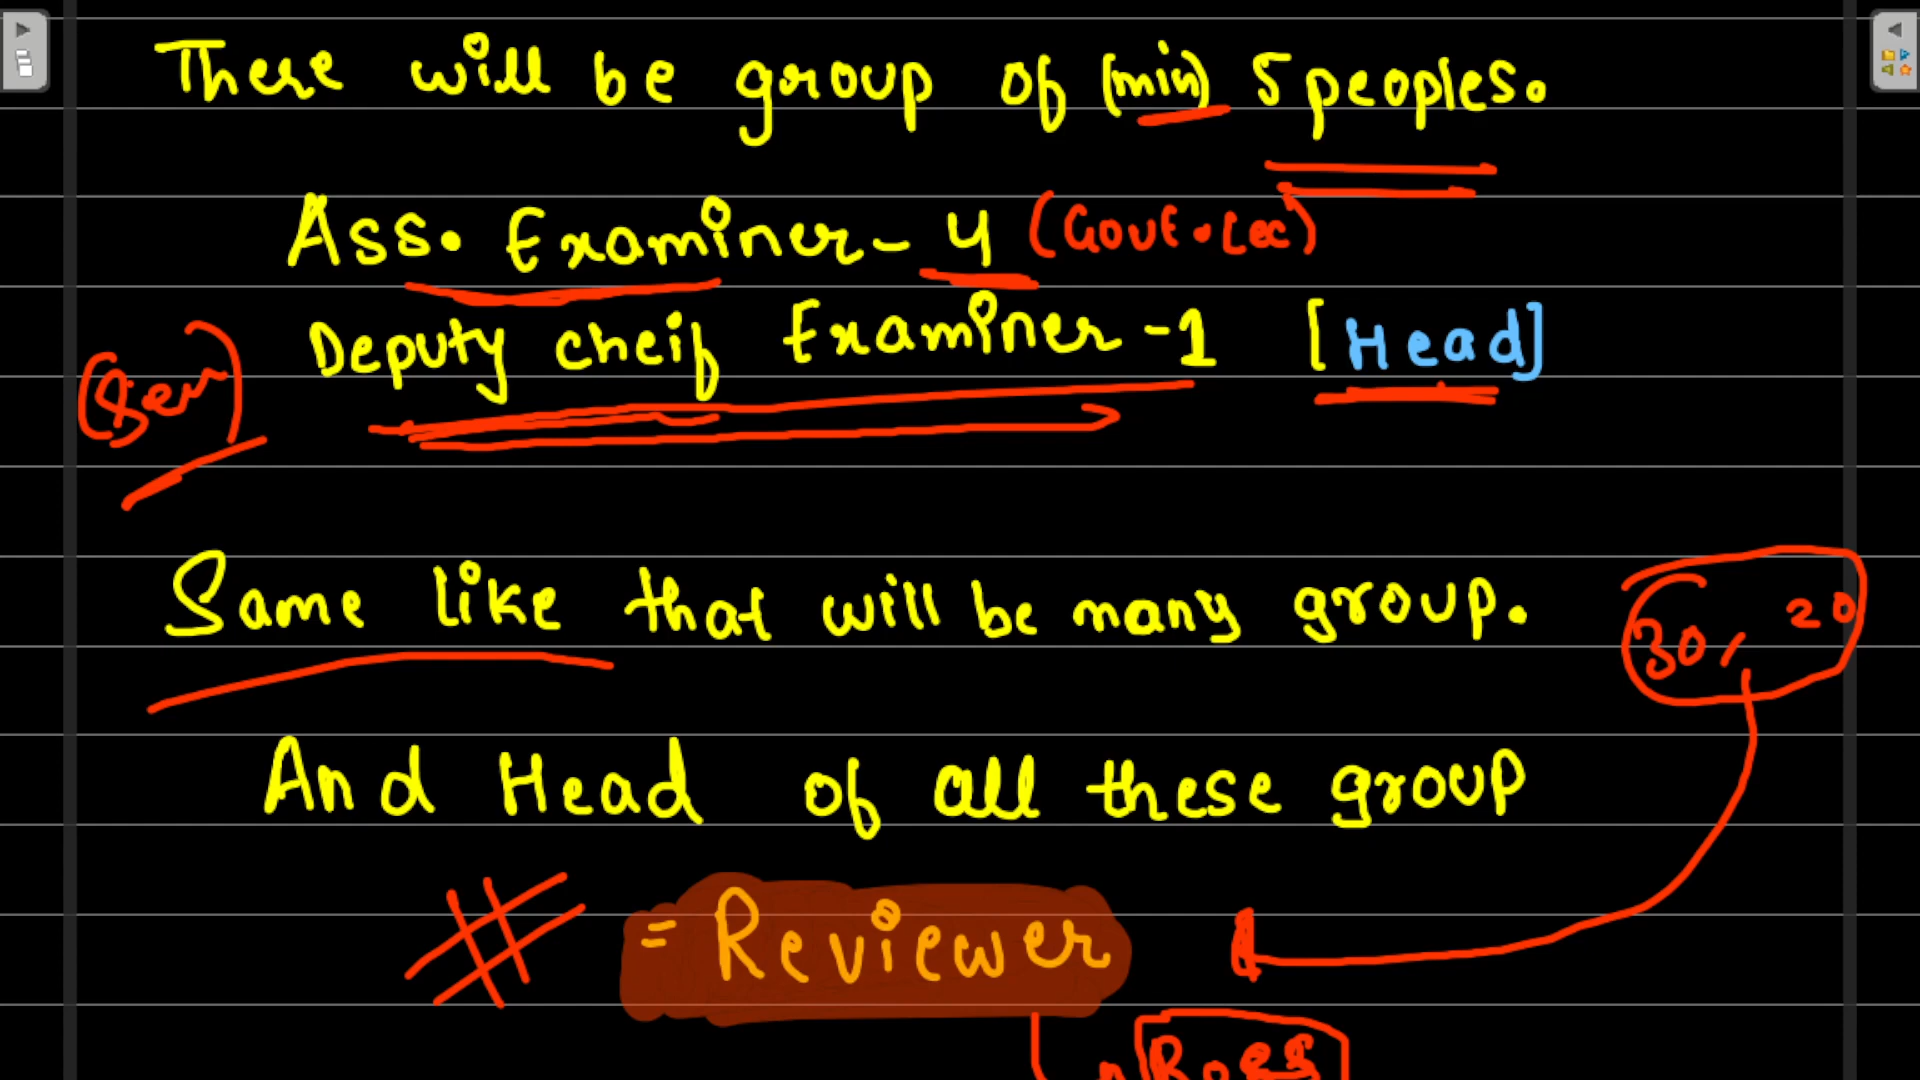 There will be group of (min) 5 peoples.
Ass. Examiner - 4 (Govt. Lec)
Deputy cheif Examiner - 1 [Head]
(Sen)
Same like that will be many group.
30, 20
And Head of all these group
= Reviewer